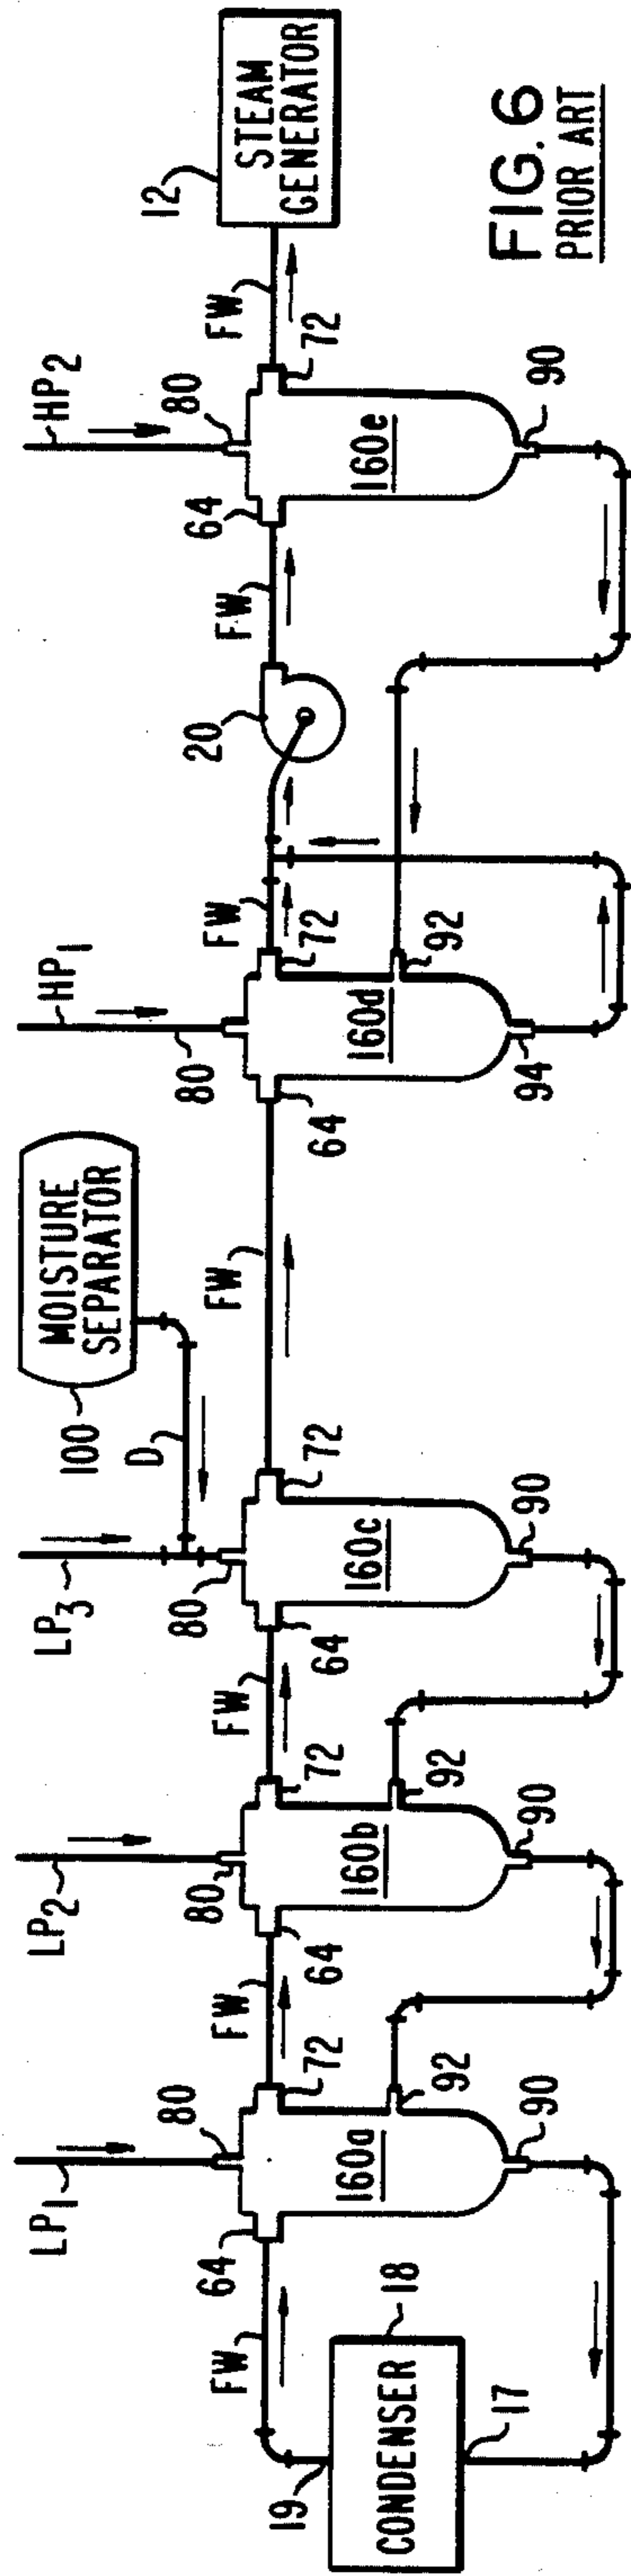 LP1
LP2
LP3
100
MOISTURE
SEPARATOR
D
HP1
HP2
12
STEAM
GENERATOR
64
80
FW
72
80
FW
72
80
FW
80
FW
20
FW
64
80
72
FW
FW
160a
64
160b
64
72
160c
64
72
160d
160e
19
CONDENSER
18
17
92
90
92
90
90
92
94
90
FIG. 6
PRIOR ART